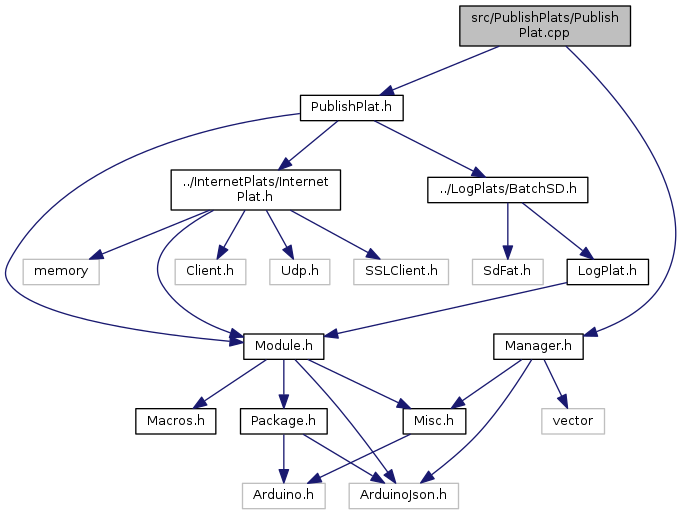 src/PublishPlats/Publish
Plat.cpp
PublishPlat.h
../InternetPlats/Internet
Plat.h
../LogPlats/BatchSD.h
memory
Client.h
Udp.h
SSLClient.h
SdFat.h
LogPlat.h
Module.h
Manager.h
Macros.h
Package.h
Misc.h
vector
Arduino.h
ArduinoJson.h